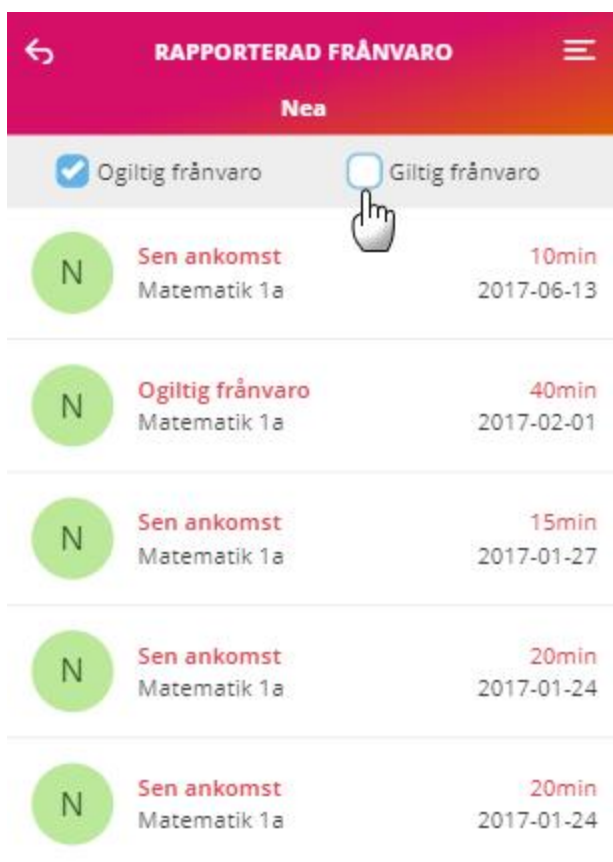 RAPPORTERAD FRÅNVARO
Nea
Ogiltig frånvaro Giltig frånvaro
N
Sen ankomst 10min
Matematik 1a 2017-06-13
N
Ogiltig frånvaro 40min
Matematik 1a 2017-02-01
N
Sen ankomst 15min
Matematik 1a 2017-01-27
N
Sen ankomst 20min
Matematik 1a 2017-01-24
N
Sen ankomst 20min
Matematik 1a 2017-01-24